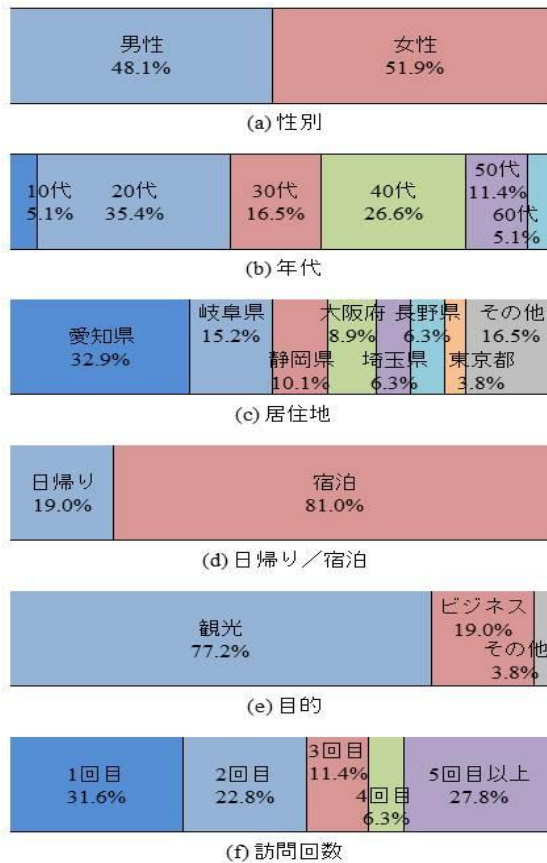 男性
48.1%
女性
51.9%
(a) 性別
10代
5.1%
20代
35.4%
30代
16.5%
40代
26.6%
50代
11.4%
60代
5.1%
(b) 年代
愛知県
32.9%
岐阜県
15.2%
静岡県
10.1%
大阪府
8.9%
埼玉県
6.3%
長野県
6.3%
東京都
3.8%
その他
16.5%
(c) 居住地
日帰り
19.0%
宿泊
81.0%
(d) 日帰り／宿泊
観光
77.2%
ビジネス
19.0%
その他
3.8%
(e) 目的
1回目
31.6%
2回目
22.8%
3回目
11.4%
4回目
6.3%
5回目以上
27.8%
(f) 訪問回数